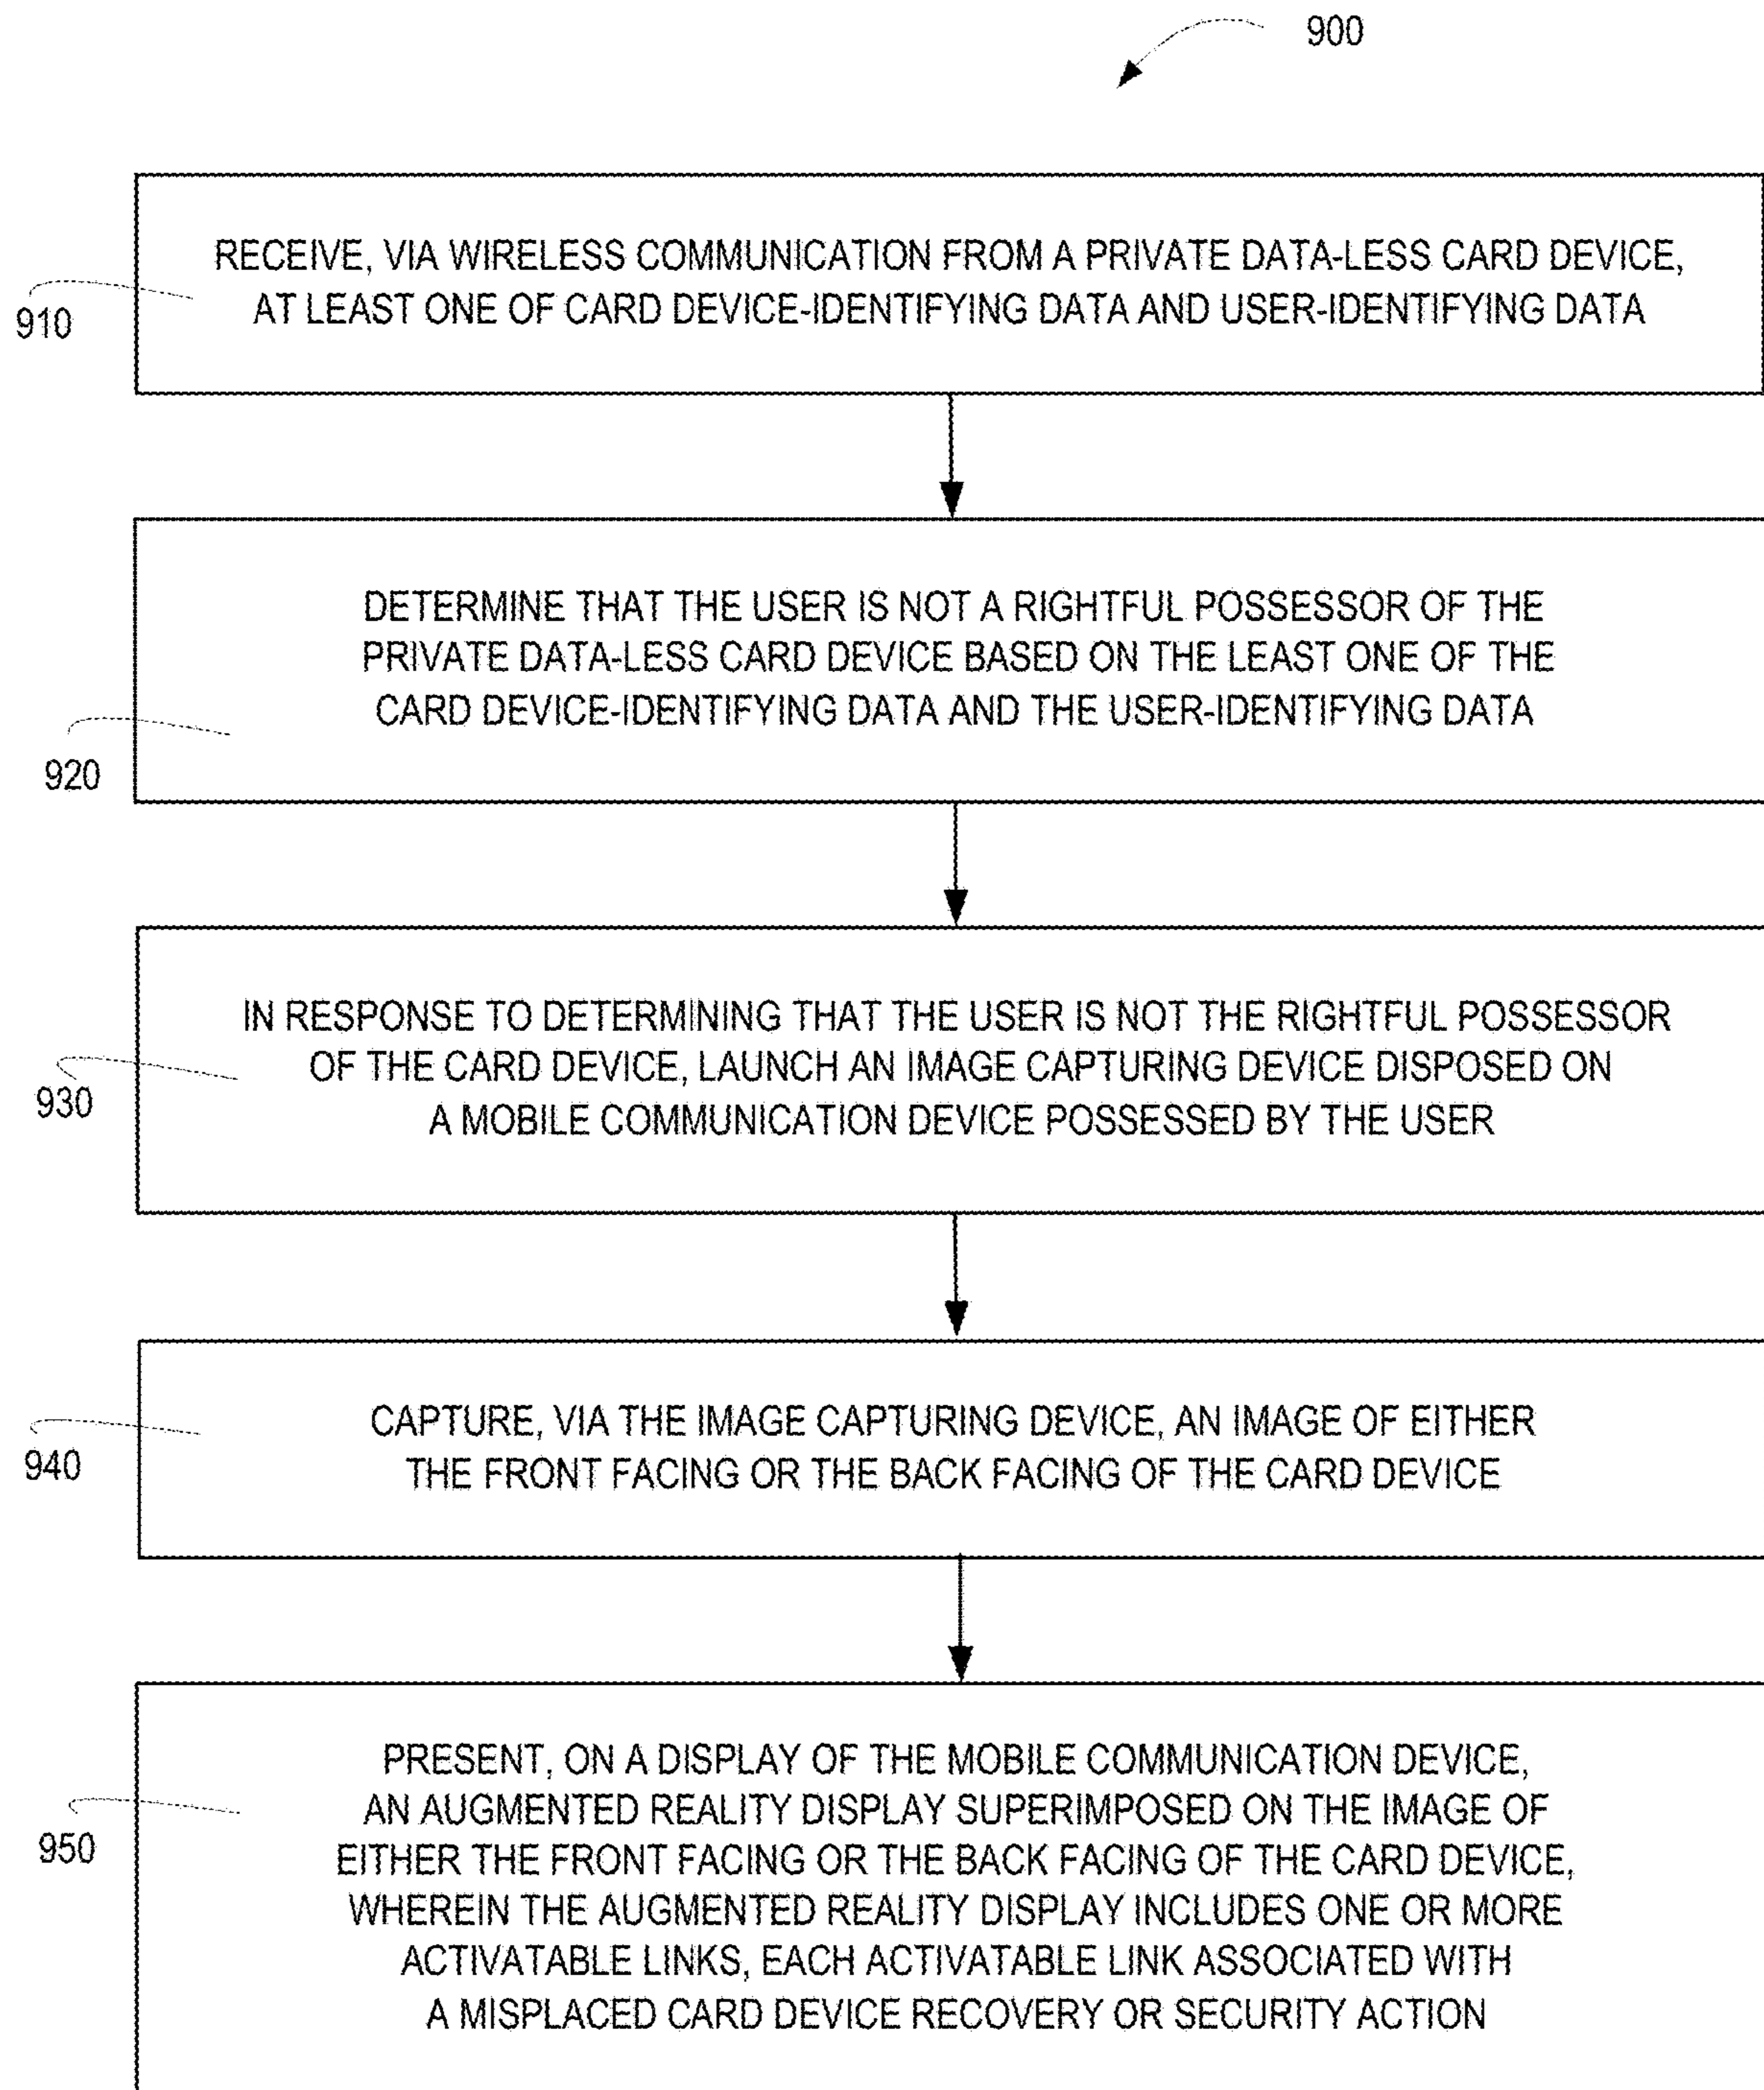 900
RECEIVE, VIA WIRELESS COMMUNICATION FROM A PRIVATE DATA-LESS CARD DEVICE,
AT LEAST ONE OF CARD DEVICE-IDENTIFYING DATA AND USER-IDENTIFYING DATA
910
DETERMINE THAT THE USER IS NOT A RIGHTFUL POSSESSOR OF THE
PRIVATE DATA-LESS CARD DEVICE BASED ON THE LEAST ONE OF THE
CARD DEVICE-IDENTIFYING DATA AND THE USER-IDENTIFYING DATA
920
IN RESPONSE TO DETERMINING THAT THE USER IS NOT THE RIGHTFUL POSSESSOR
OF THE CARD DEVICE, LAUNCH AN IMAGE CAPTURING DEVICE DISPOSED ON
A MOBILE COMMUNICATION DEVICE POSSESSED BY THE USER
930
CAPTURE, VIA THE IMAGE CAPTURING DEVICE, AN IMAGE OF EITHER
THE FRONT FACING OR THE BACK FACING OF THE CARD DEVICE
940
PRESENT, ON A DISPLAY OF THE MOBILE COMMUNICATION DEVICE,
AN AUGMENTED REALITY DISPLAY SUPERIMPOSED ON THE IMAGE OF
EITHER THE FRONT FACING OR THE BACK FACING OF THE CARD DEVICE,
WHEREIN THE AUGMENTED REALITY DISPLAY INCLUDES ONE OR MORE
ACTIVATABLE LINKS, EACH ACTIVATABLE LINK ASSOCIATED WITH
A MISPLACED CARD DEVICE RECOVERY OR SECURITY ACTION
950